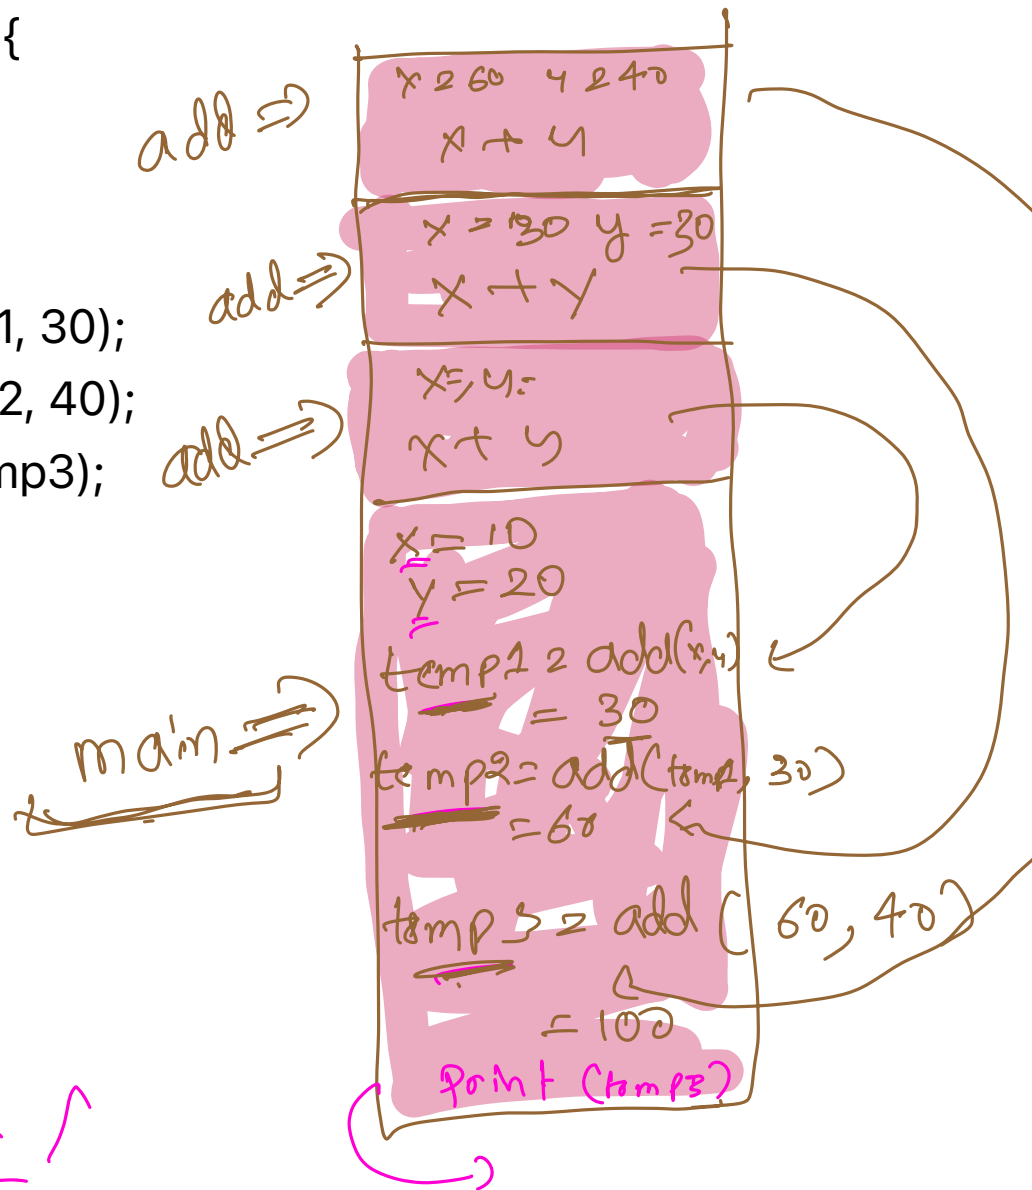 {
x = 60 y = 40
add ⇒
x + y
x = 30 y = 30
add ⇒
x + y
1, 30);
x=, y=
2, 40);
add ⇒
x + y
mp3);
x = 10
y = 20
temp1 = add(x,y)
= 30
main ⇒
temp2 = add(temp1, 30)
= 60
temp3 = add (60, 40)
= 100
print (temp3)